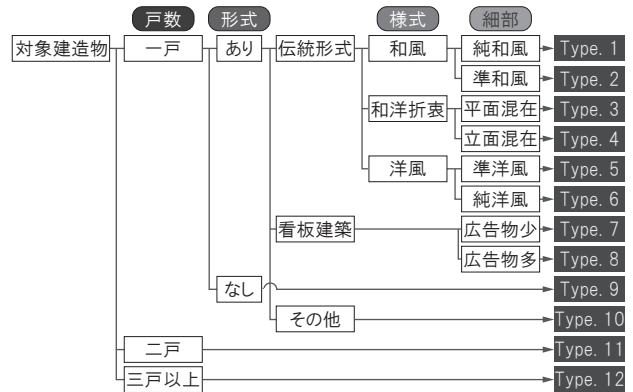 戸数 形式 様式 細部
対象建造物 一戸 あり 伝統形式 和風 純和風 Type. 1
準和風 Type. 2
和洋折衷 平面混在 Type. 3
立面混在 Type. 4
洋風 準洋風 Type. 5
純洋風 Type. 6
看板建築 広告物少 Type. 7
広告物多 Type. 8
なし Type. 9
その他 Type. 10
二戸 Type. 11
三戸以上 Type. 12